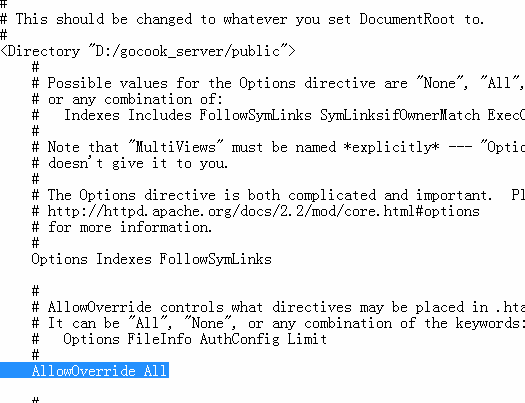 #
# This should be changed to whatever you set DocumentRoot to.
#
<Directory "D:/gocook_server/public">
#
# Possible values for the Options directive are "None", "All",
# or any combination of:
#   Indexes Includes FollowSymLinks SymLinksifOwnerMatch
#
# Note that "MultiViews" must be named *explicitly* ---
# doesn't give it to you.
#
# The Options directive is both complicated and important.
# http://httpd.apache.org/docs/2.2/mod/core.html#options
# for more information.
#
Options Indexes FollowSymLinks
#
# AllowOverride controls what directives may be placed in
# It can be "All", "None", or any combination of the keywords:
#   Options FileInfo AuthConfig Limit
#
AllowOverride All
#